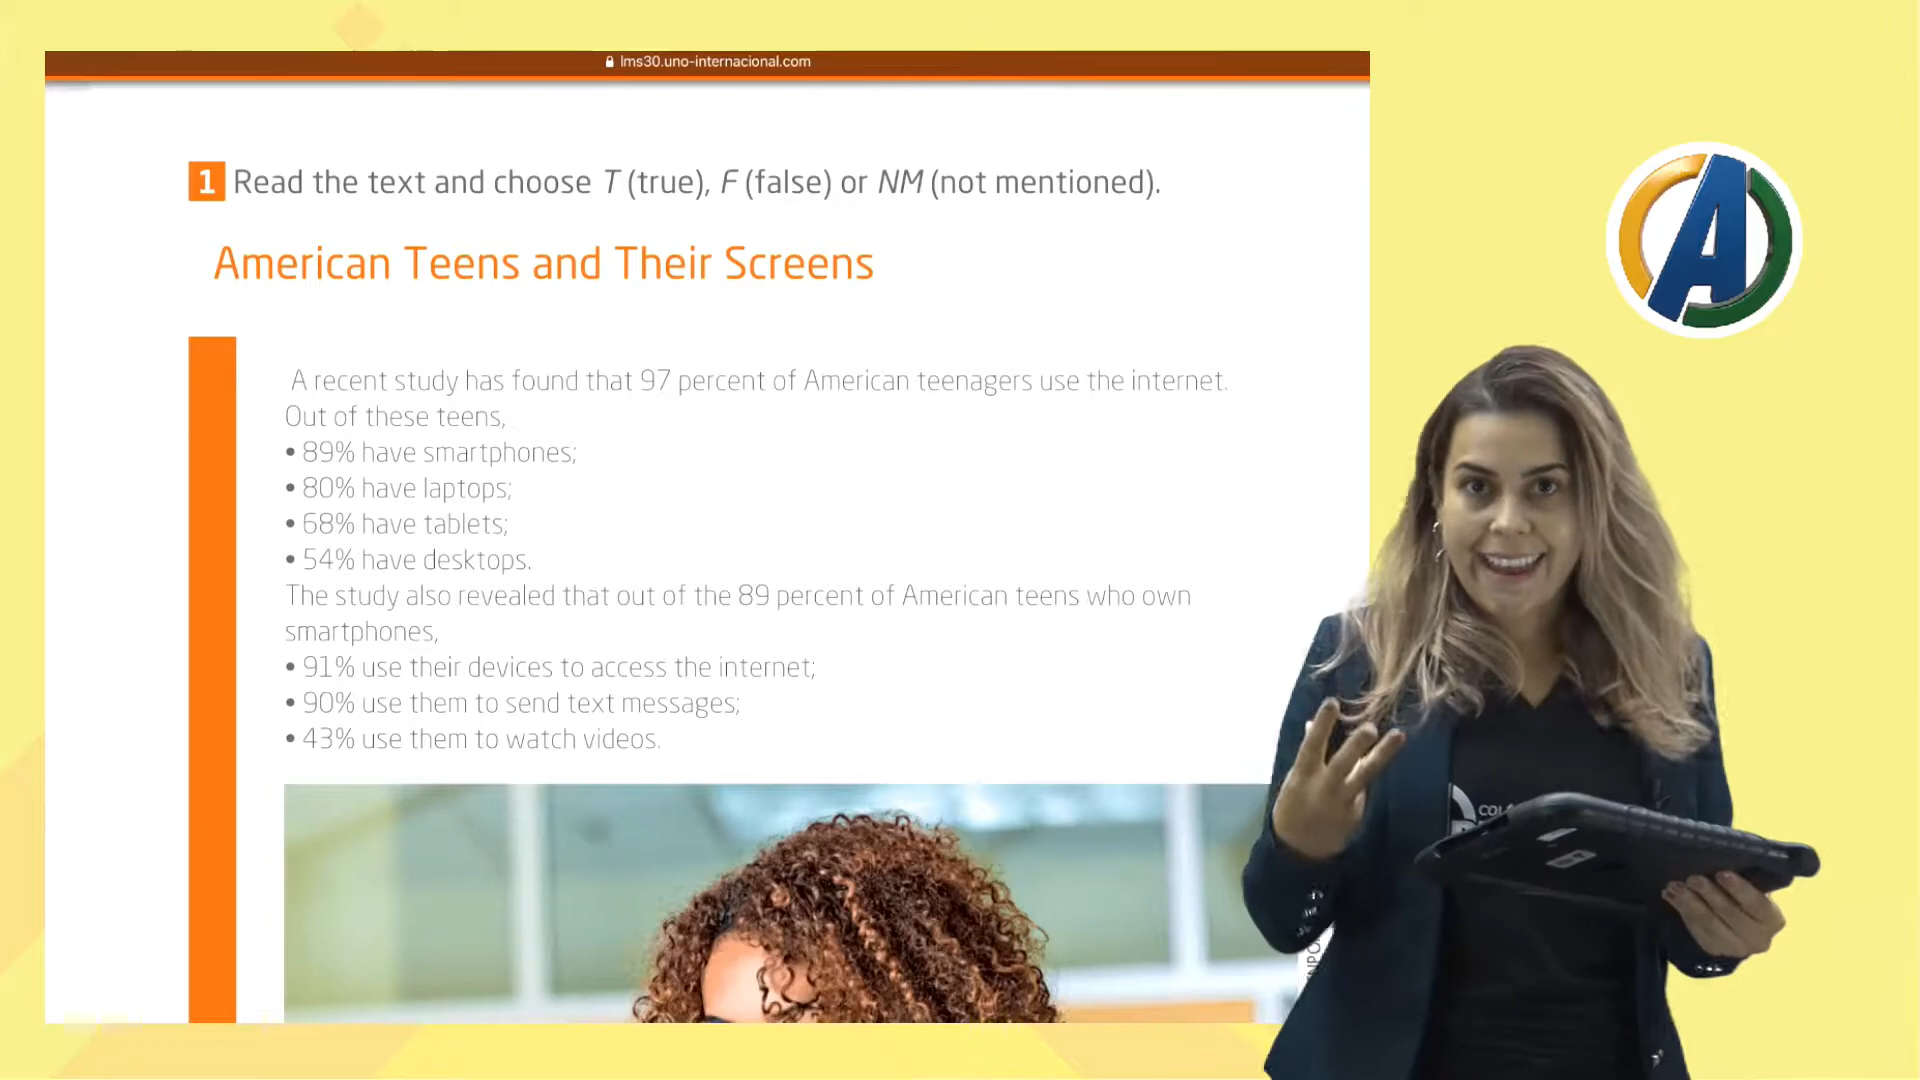 lms30.uno-internacional.com
1 Read the text and choose T (true), F (false) or NM (not mentioned).
American Teens and Their Screens
A recent study has found that 97 percent of American teenagers use the internet.
Out of these teens,
• 89% have smartphones;
• 80% have laptops;
• 68% have tablets;
• 54% have desktops.
The study also revealed that out of the 89 percent of American teens who own
smartphones,
• 91% use their devices to access the internet;
• 90% use them to send text messages;
• 43% use them to watch videos.
A